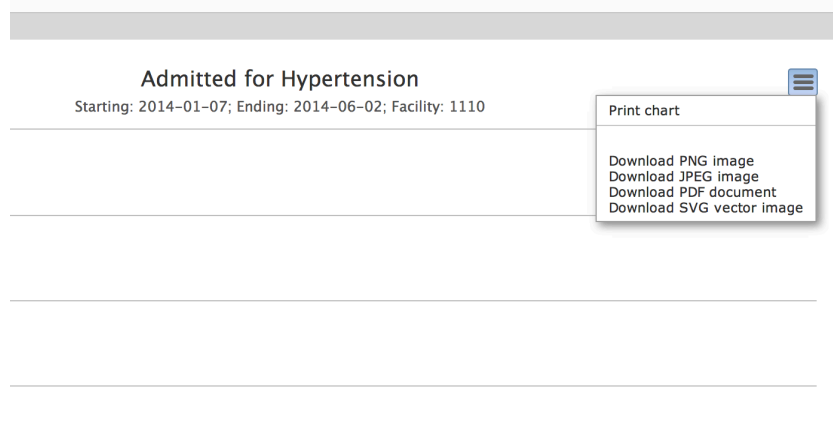 Admitted for Hypertension
Starting: 2014-01-07; Ending: 2014-06-02; Facility: 1110
Print chart
Download PNG image
Download JPEG image
Download PDF document
Download SVG vector image